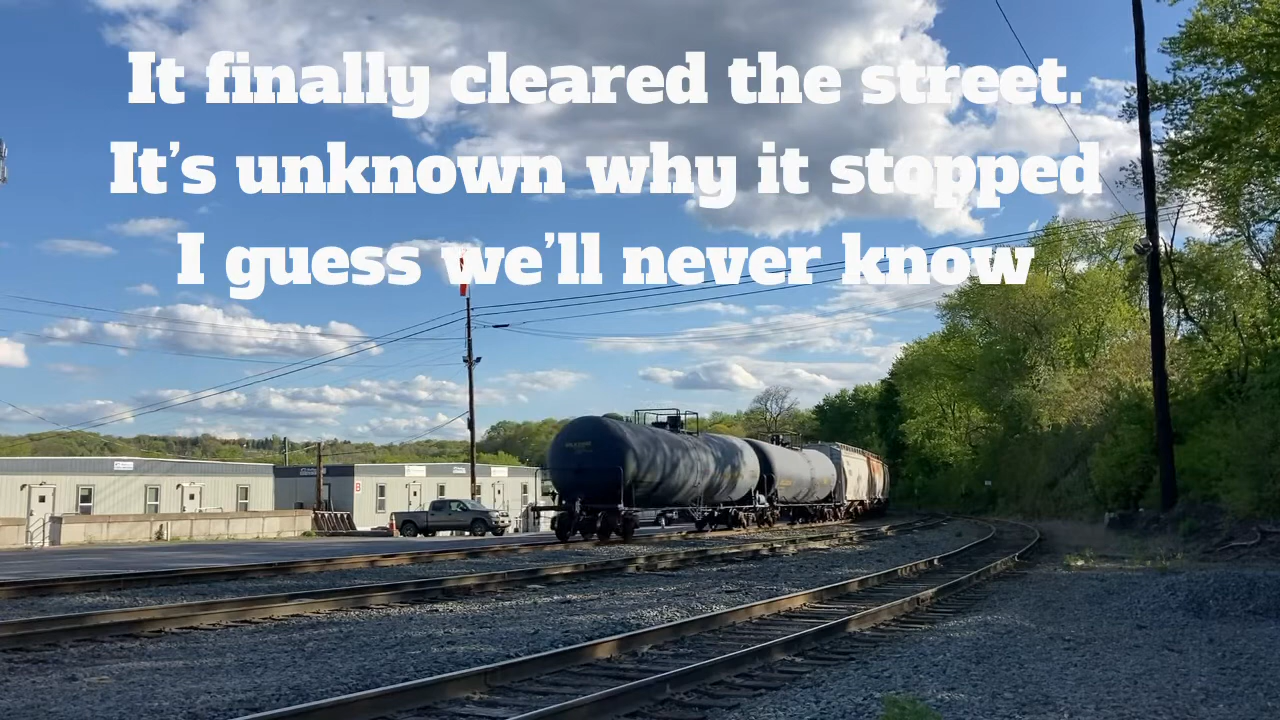 It finally cleared the street.
It's unknown why it stopped
I guess we'll never know
B